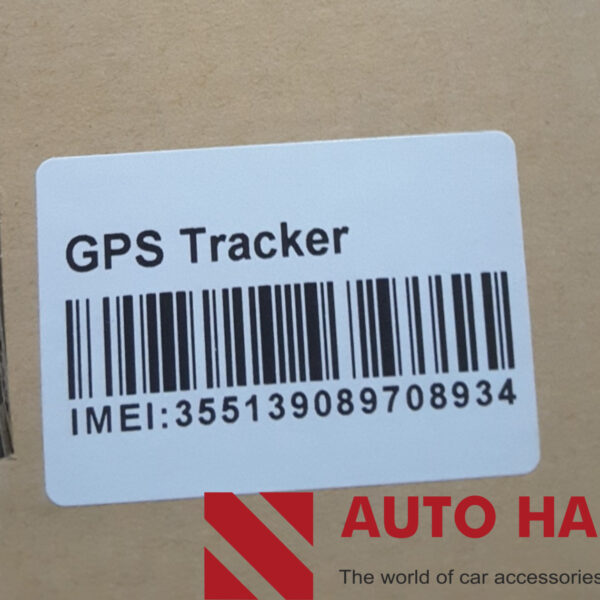 GPS Tracker
IMEI:355139089708934
AUTO HA
The world of car accessories